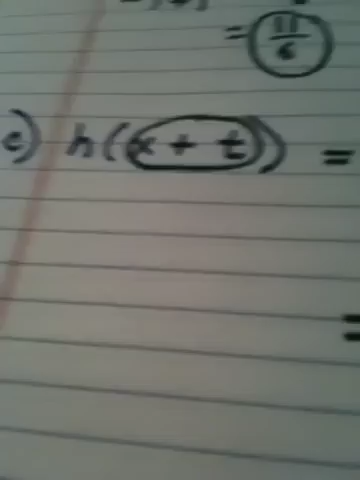 = 11/6
c) h(x + t) =
=